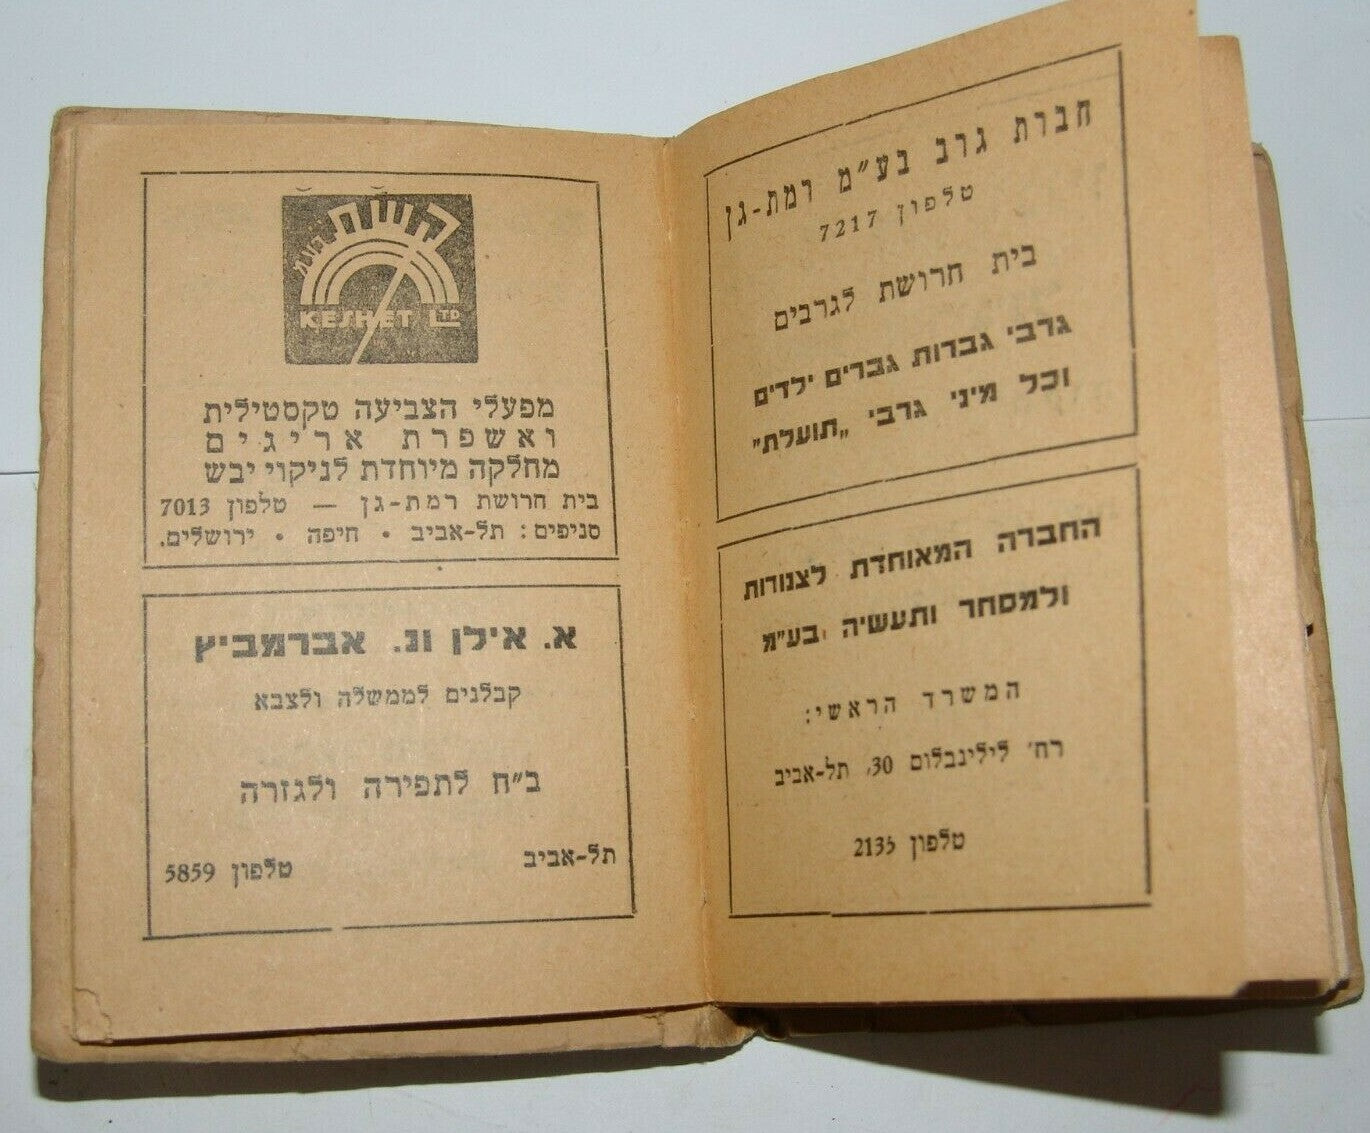 חברת גרב בע"מ רמת-גן
טלפון 7217
בית חרושת לגרבים
גרבי גברות גברים ילדים
וכל מיני גרבי „תועלת"
החברה המאוחדת לצנורות
ולמסחר ותעשיה בע"מ
המשרד הראשי:
רח' לילינבלום 30, תל-אביב
טלפון 2135
קשת בע"מ
KESHET LTD
מפעלי הצביעה טקסטילית
ואשפרת אריגים
מחלקה מיוחדת לניקוי יבש
בית חרושת רמת-גן — טלפון 7013
סניפים: תל-אביב • חיפה • ירושלים.
א. אילן ונ. אברמביץ
קבלנים לממשלה ולצבא
ב"ח לתפירה ולגזרה
תל-אביב טלפון 5859